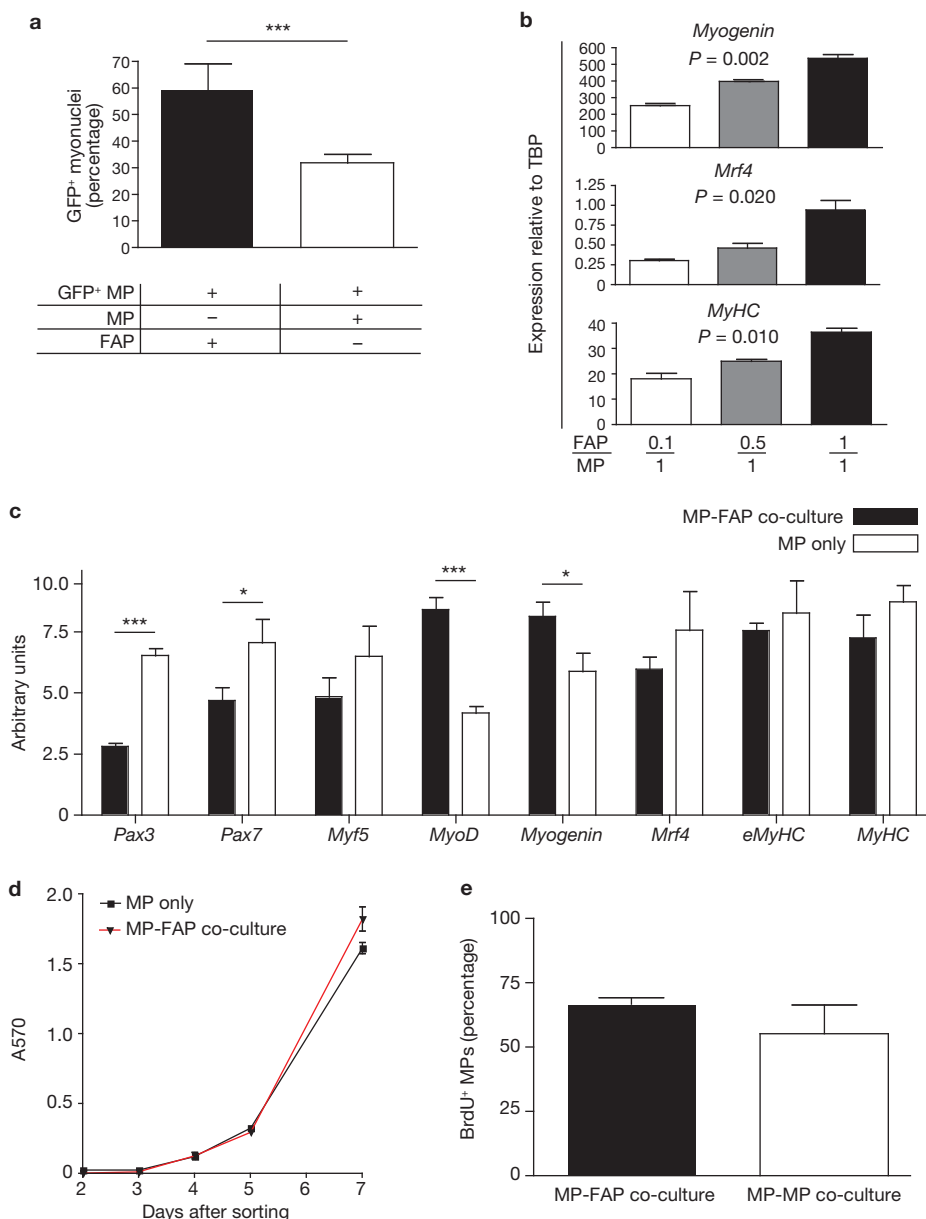 a
***
GFP⁺ myonuclei
(percentage)
70
60
50
40
30
20
10
0
GFP⁺ MP + +
MP – +
FAP + –
b
Expression relative to TBP
Myogenin
P = 0.002
600
500
400
300
200
100
0
Mrf4
P = 0.020
1.25
1.00
0.75
0.50
0.25
0
MyHC
P = 0.010
40
30
20
10
0
FAP 0.1 0.5 1
MP 1 1 1
c
MP-FAP co-culture
MP only
Arbitrary units
10.0
7.5
5.0
2.5
0
*** * *** *
Pax3 Pax7 Myf5 MyoD Myogenin Mrf4 eMyHC MyHC
d
MP only
MP-FAP co-culture
A570
2.0
1.5
1.0
0.5
0
2 3 4 5 7
Days after sorting
e
BrdU⁺ MPs (percentage)
100
75
50
25
0
MP-FAP co-culture MP-MP co-culture